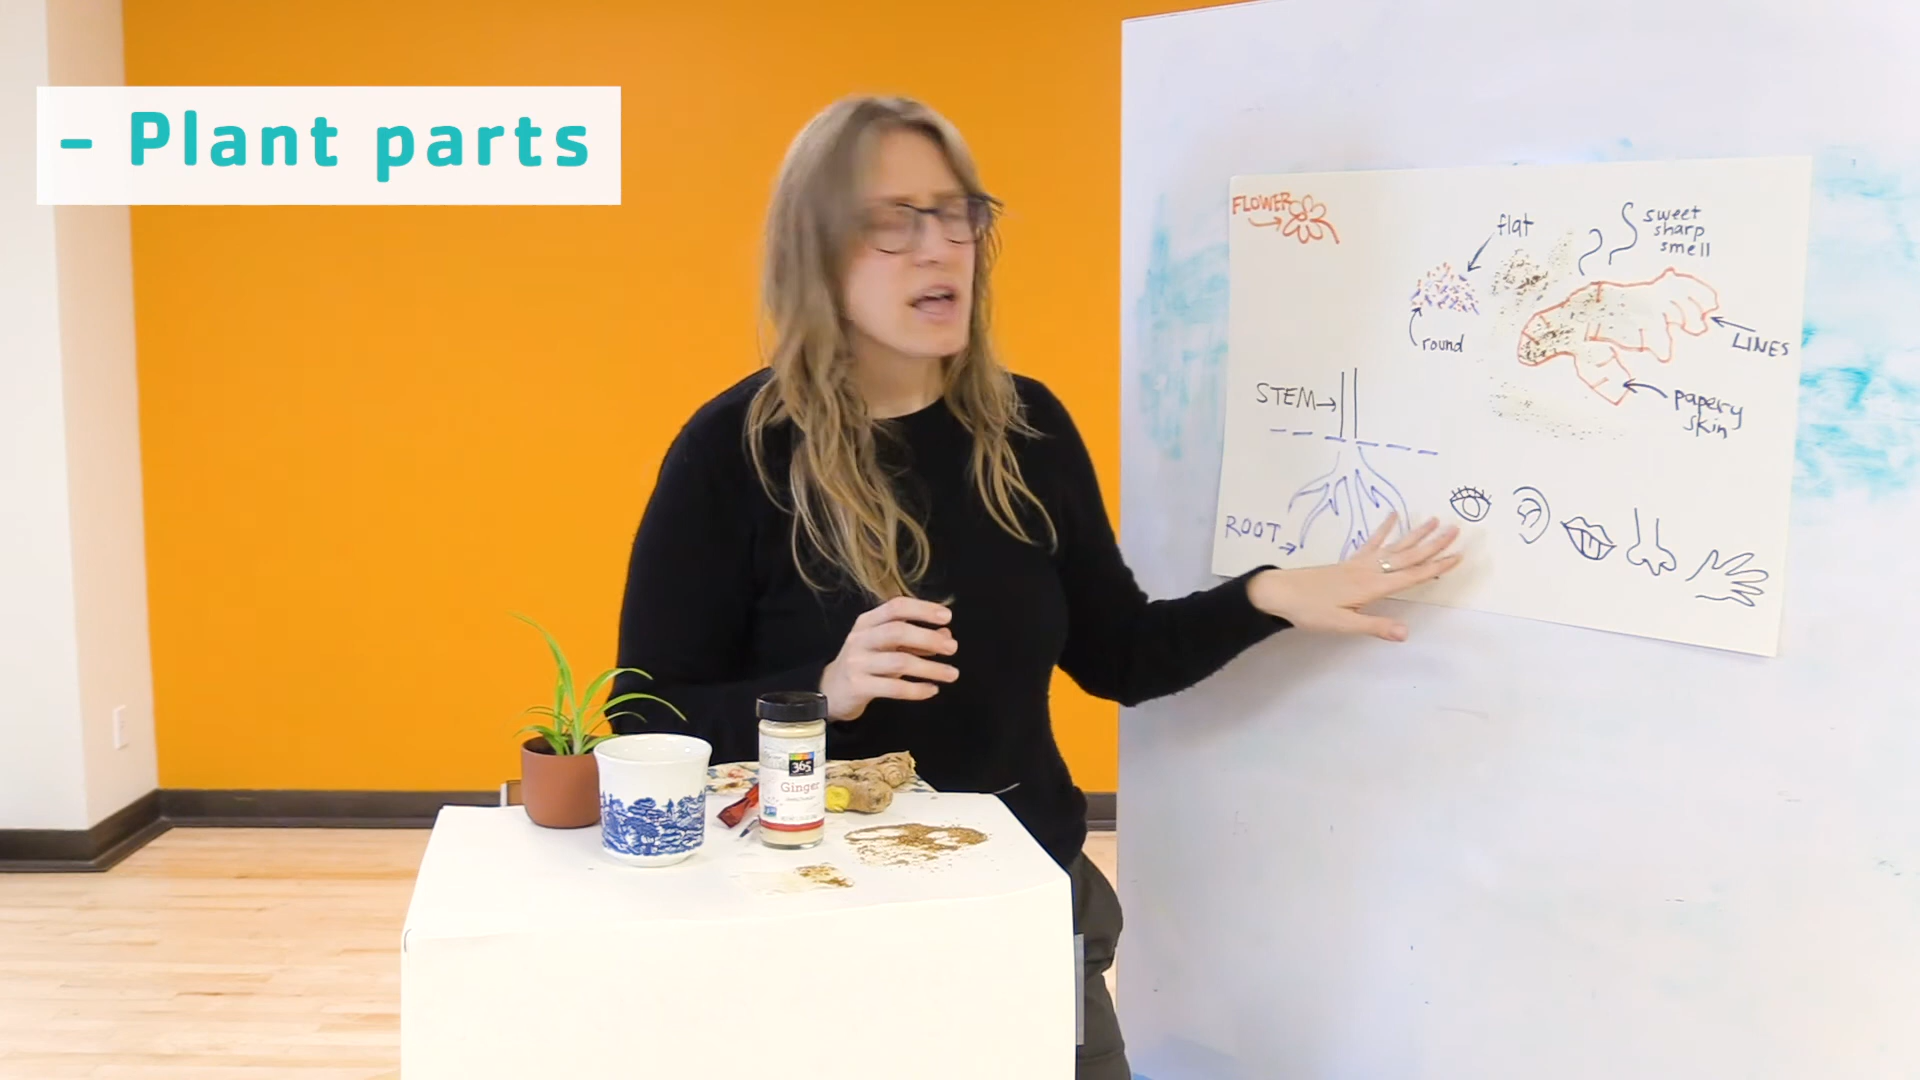 - Plant parts
FLOWER
flat
sweet
sharp
smell
round
LINES
STEM
papery
skin
ROOT
365
Ginger